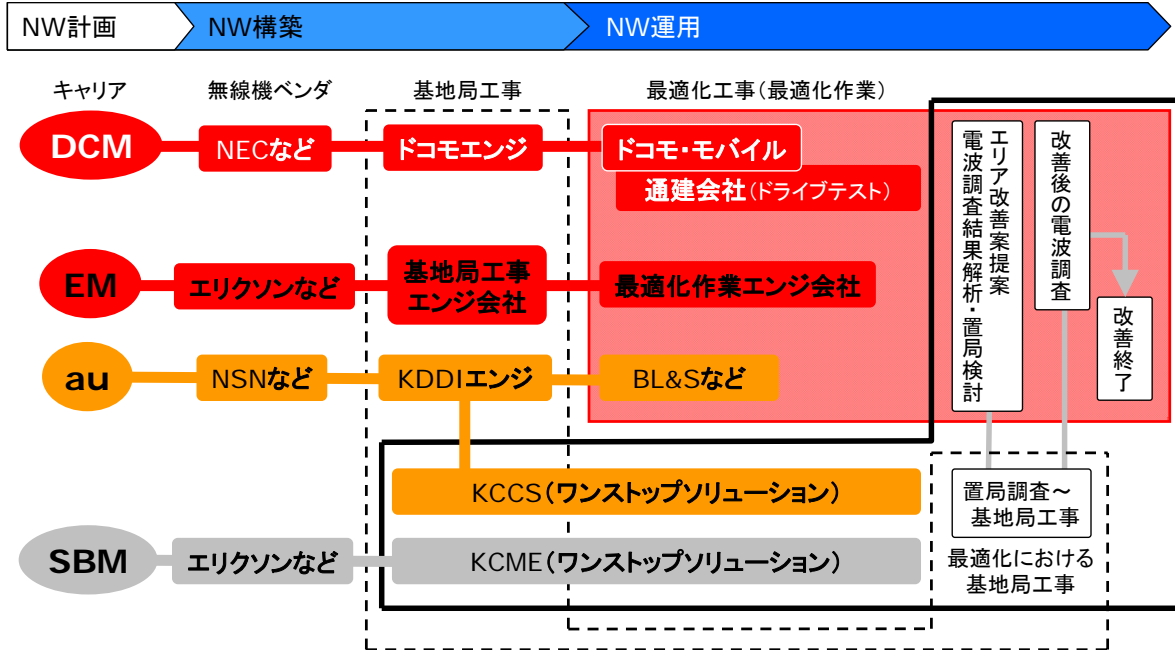 NW計画
NW構築
NW運用
キャリア
無線機ベンダ
基地局工事
最適化工事(最適化作業)
DCM
NECなど
ドコモエンジ
ドコモ・モバイル
通建会社(ドライブテスト)
EM
エリクソンなど
基地局工事
エンジ会社
最適化作業エンジ会社
au
NSNなど
KDDIエンジ
BL&Sなど
KCCS(ワンストップソリューション)
SBM
エリクソンなど
KCME(ワンストップソリューション)
エリア改善案提案
電波調査結果解析・置局検討
改善後の電波調査
改善終了
置局調査~
基地局工事
最適化における
基地局工事